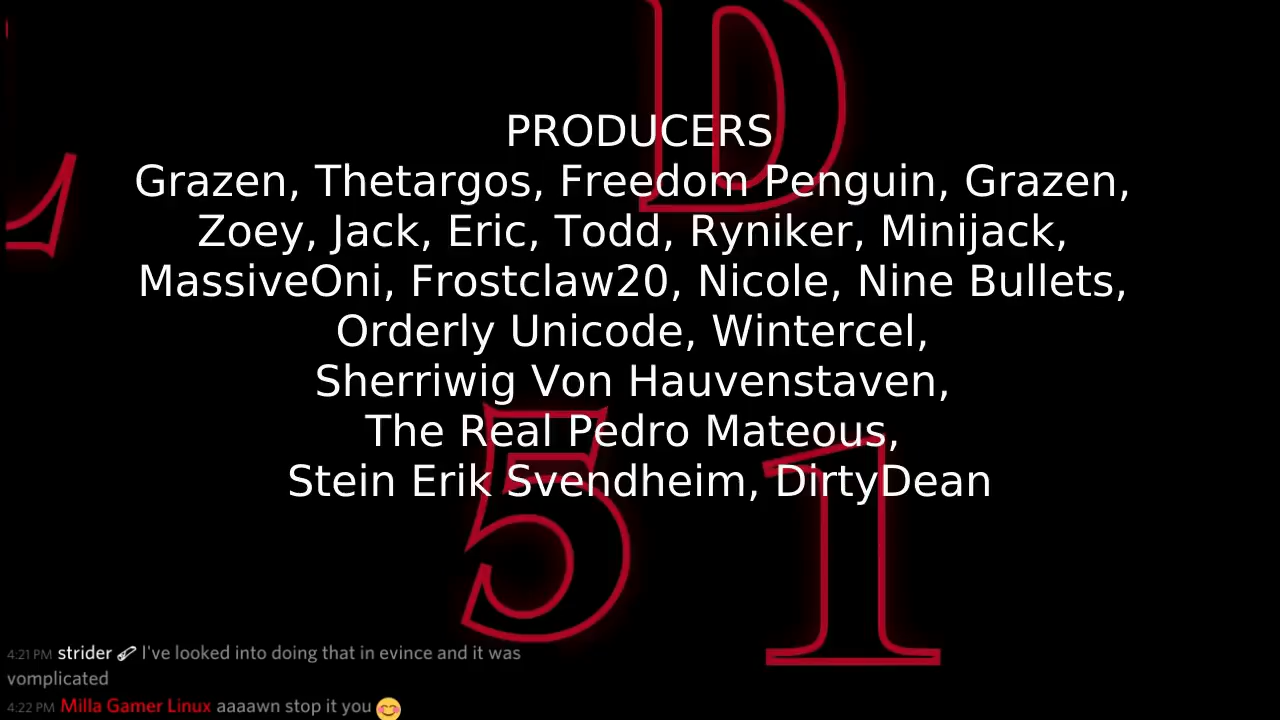 D
PRODUCERS
Grazen, Thetargos, Freedom Penguin, Grazen,
Zoey, Jack, Eric, Todd, Ryniker, Minijack,
MassiveOni, Frostclaw20, Nicole, Nine Bullets,
Orderly Unicode, Wintercel,
Sherriwig Von Hauvenstaven,
The Real Pedro Mateous,
Stein Erik Svendheim, DirtyDean
5 1
4:21 PM strider I've looked into doing that in evince and it was
vomplicated
4:22 PM Milla Gamer Linux aaaawn stop it you 😊